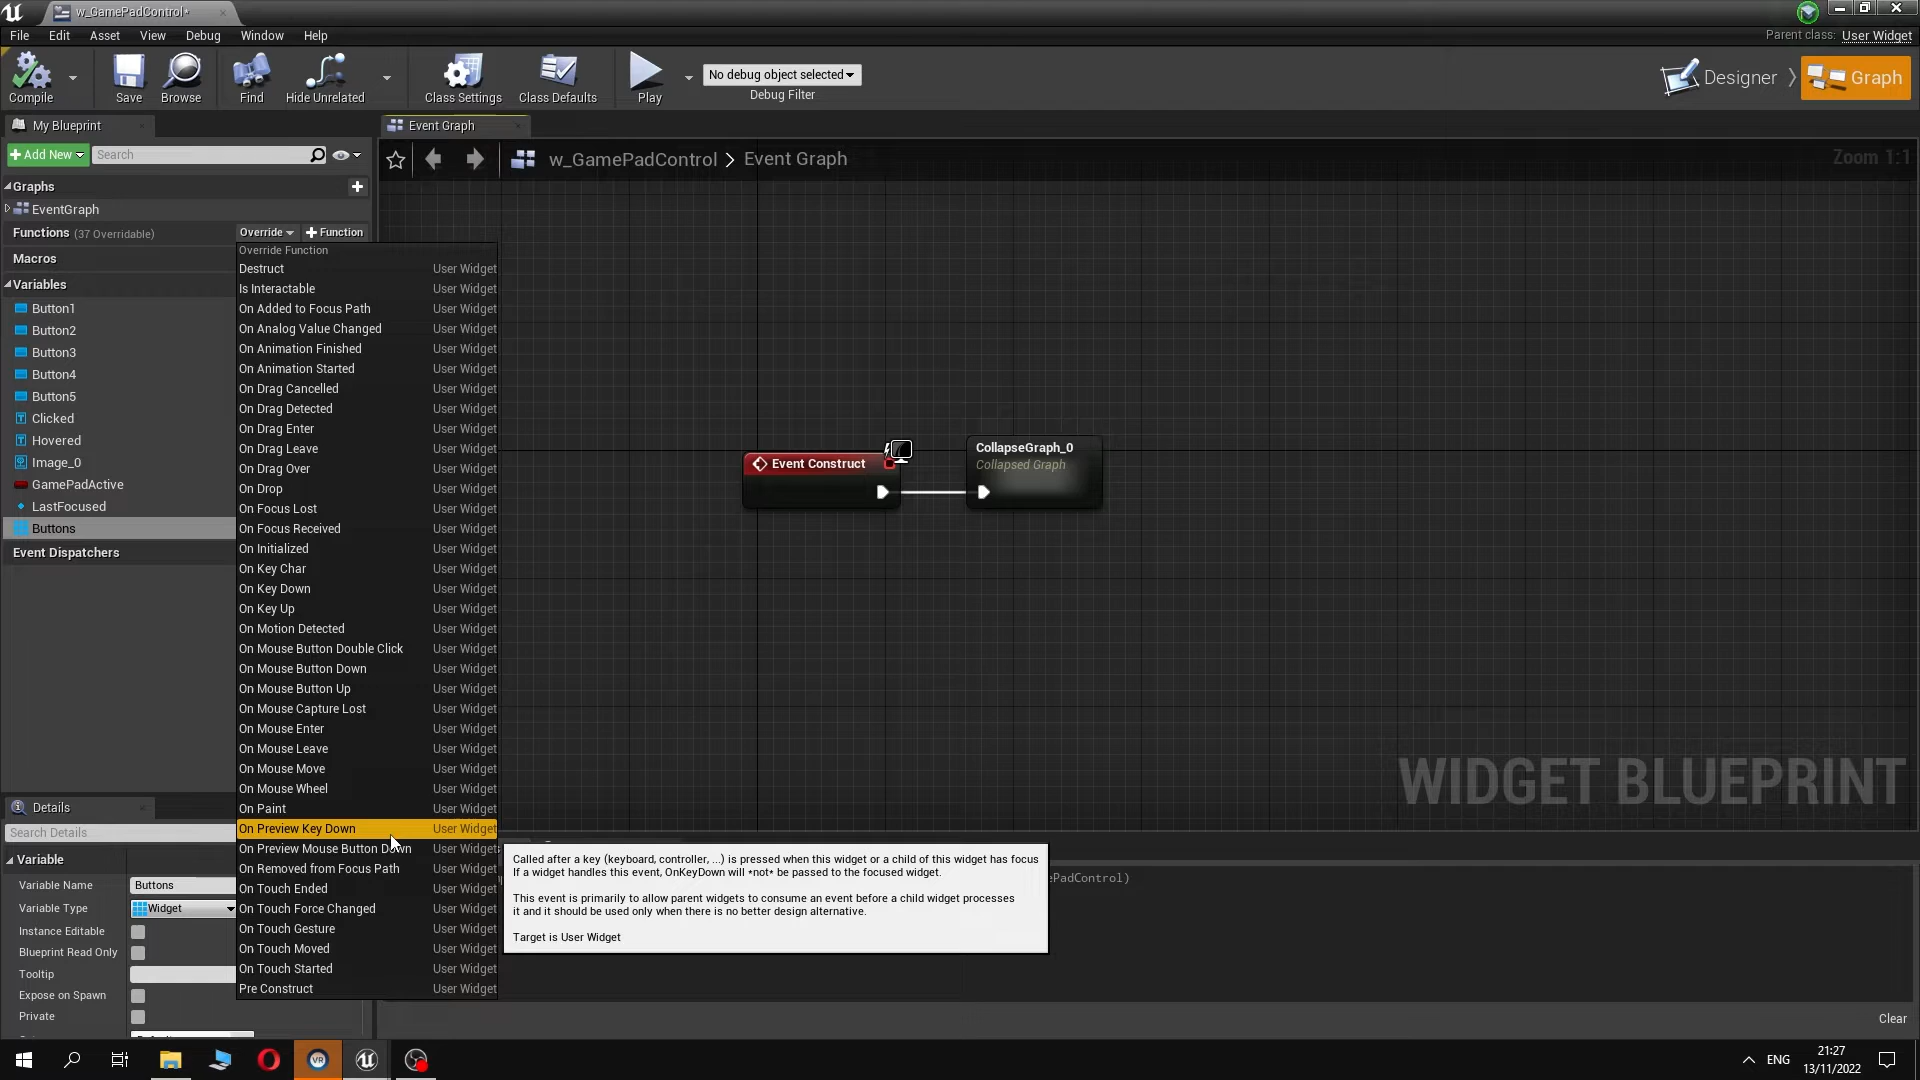 w_GamePadControl*
File Edit Asset View Debug Window Help
Parent class: User Widget
Compile
Save
Browse
Find
Hide Unrelated
Class Settings
Class Defaults
Play
No debug object selected
Debug Filter
Designer
Graph
My Blueprint
Event Graph
Add New
Search
w_GamePadControl > Event Graph
Zoom 1:1
Graphs
EventGraph
Functions (37 Overridable)
Override
Function
Macros
Variables
Button1
Button2
Button3
Button4
Button5
Clicked
Hovered
Image_0
GamePadActive
LastFocused
Buttons
Event Dispatchers
Override Function
Destruct User Widget
Is Interactable User Widget
On Added to Focus Path User Widget
On Analog Value Changed User Widget
On Animation Finished User Widget
On Animation Started User Widget
On Drag Cancelled User Widget
On Drag Detected User Widget
On Drag Enter User Widget
On Drag Leave User Widget
On Drag Over User Widget
On Drop User Widget
On Focus Lost User Widget
On Focus Received User Widget
On Initialized User Widget
On Key Char User Widget
On Key Down User Widget
On Key Up User Widget
On Motion Detected User Widget
On Mouse Button Double Click User Widget
On Mouse Button Down User Widget
On Mouse Button Up User Widget
On Mouse Capture Lost User Widget
On Mouse Enter User Widget
On Mouse Leave User Widget
On Mouse Move User Widget
On Mouse Wheel User Widget
On Paint User Widget
On Preview Key Down User Widget
On Preview Mouse Button Down User Widget
On Removed from Focus Path User Widget
On Touch Ended User Widget
On Touch Force Changed User Widget
On Touch Gesture User Widget
On Touch Moved User Widget
On Touch Started User Widget
Pre Construct User Widget
Event Construct
CollapseGraph_0
Collapsed Graph
WIDGET BLUEPRINT
Called after a key (keyboard, controller, ...) is pressed when this widget or a child of this widget has focus
If a widget handles this event, OnKeyDown will *not* be passed to the focused widget.
This event is primarily to allow parent widgets to consume an event before a child widget processes
it and it should be used only when there is no better design alternative.
Target is User Widget
ePadControl)
Details
Search Details
Variable
Variable Name Buttons
Variable Type Widget
Instance Editable
Blueprint Read Only
Tooltip
Expose on Spawn
Private
Clear
VR
ENG
21:27
13/11/2022